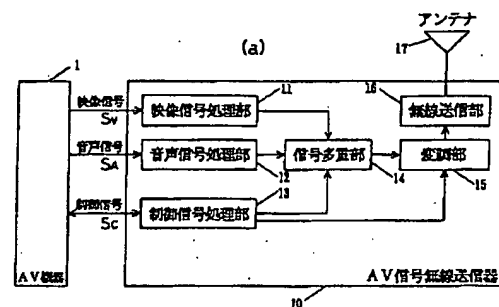 アンテナ
(a)
17
1
映像信号
Sv
映像信号処理部
11
16
無線送信部
音声信号
SA
音声信号処理部
12
信号多重部
14
変調部
15
制御信号
Sc
制御信号処理部
13
AV機器
AV信号無線送信器
10